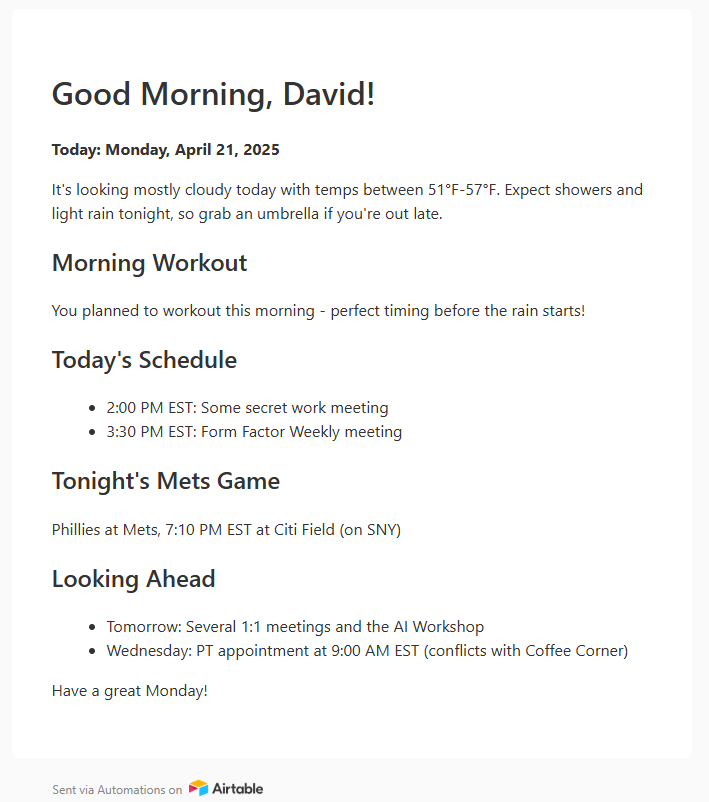 Good Morning, David!
Today: Monday, April 21, 2025
It's looking mostly cloudy today with temps between 51°F-57°F. Expect showers and
light rain tonight, so grab an umbrella if you're out late.
Morning Workout
You planned to workout this morning - perfect timing before the rain starts!
Today's Schedule
• 2:00 PM EST: Some secret work meeting
• 3:30 PM EST: Form Factor Weekly meeting
Tonight's Mets Game
Phillies at Mets, 7:10 PM EST at Citi Field (on SNY)
Looking Ahead
• Tomorrow: Several 1:1 meetings and the AI Workshop
• Wednesday: PT appointment at 9:00 AM EST (conflicts with Coffee Corner)
Have a great Monday!
Sent via Automations on Airtable